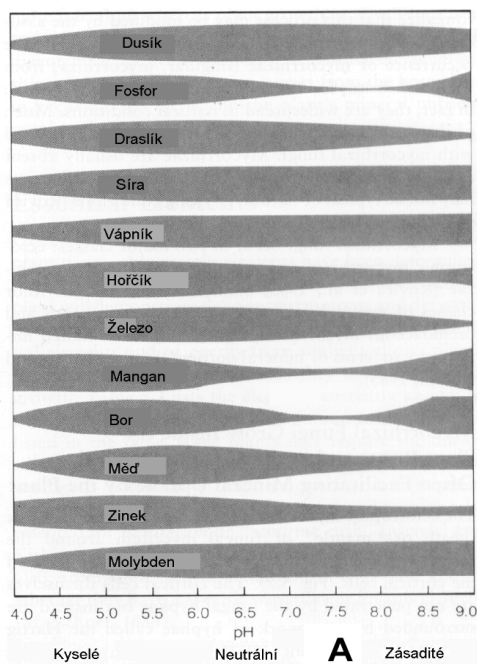 Dusík
Fosfor
Draslík
Síra
Vápník
Hořčík
Železo
Mangan
Bor
Měď
Zinek
Molybden
4.0 4.5 5.0 5.5 6.0 6.5 7.0 7.5 8.0 8.5 9.0
pH
Kyselé Neutrální A Zásadité